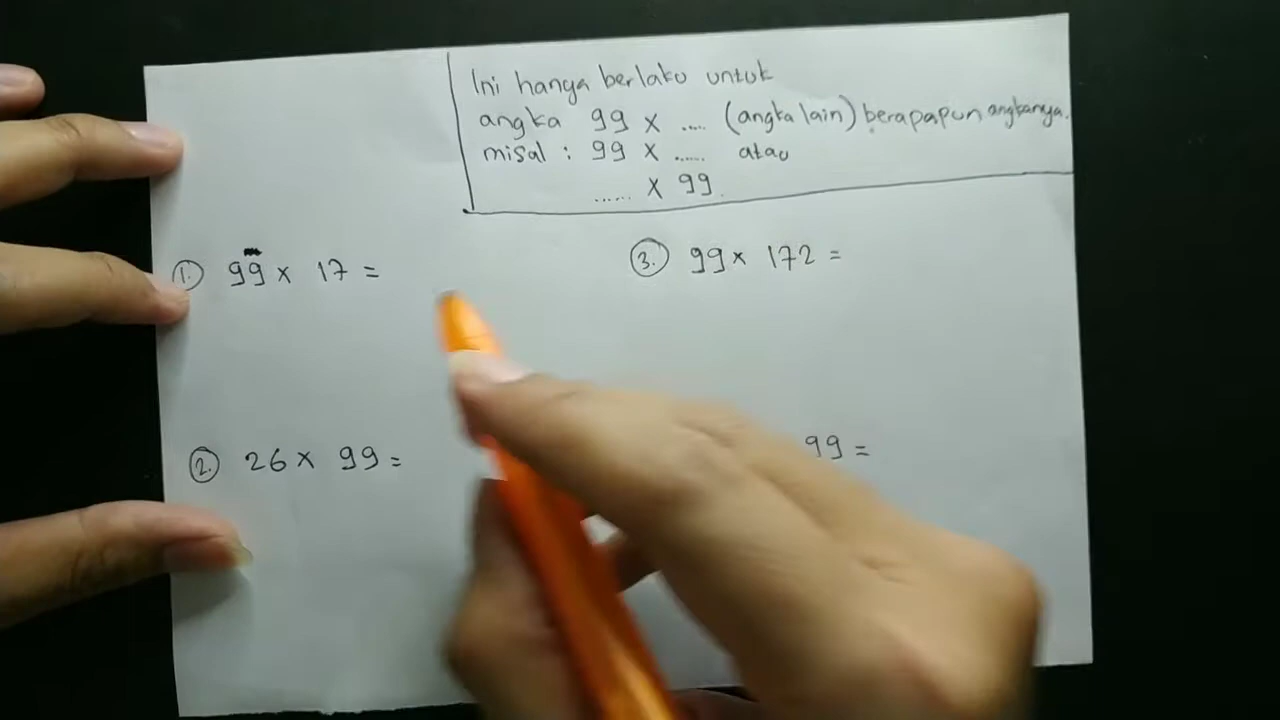 Ini hanya berlaku untuk
angka 99 x .... (angka lain) berapapun angkanya.
misal : 99 x ...... atau
...... x 99.
1. 99 x 17 =
2. 26 x 99 =
3. 99 x 172 =
99 =